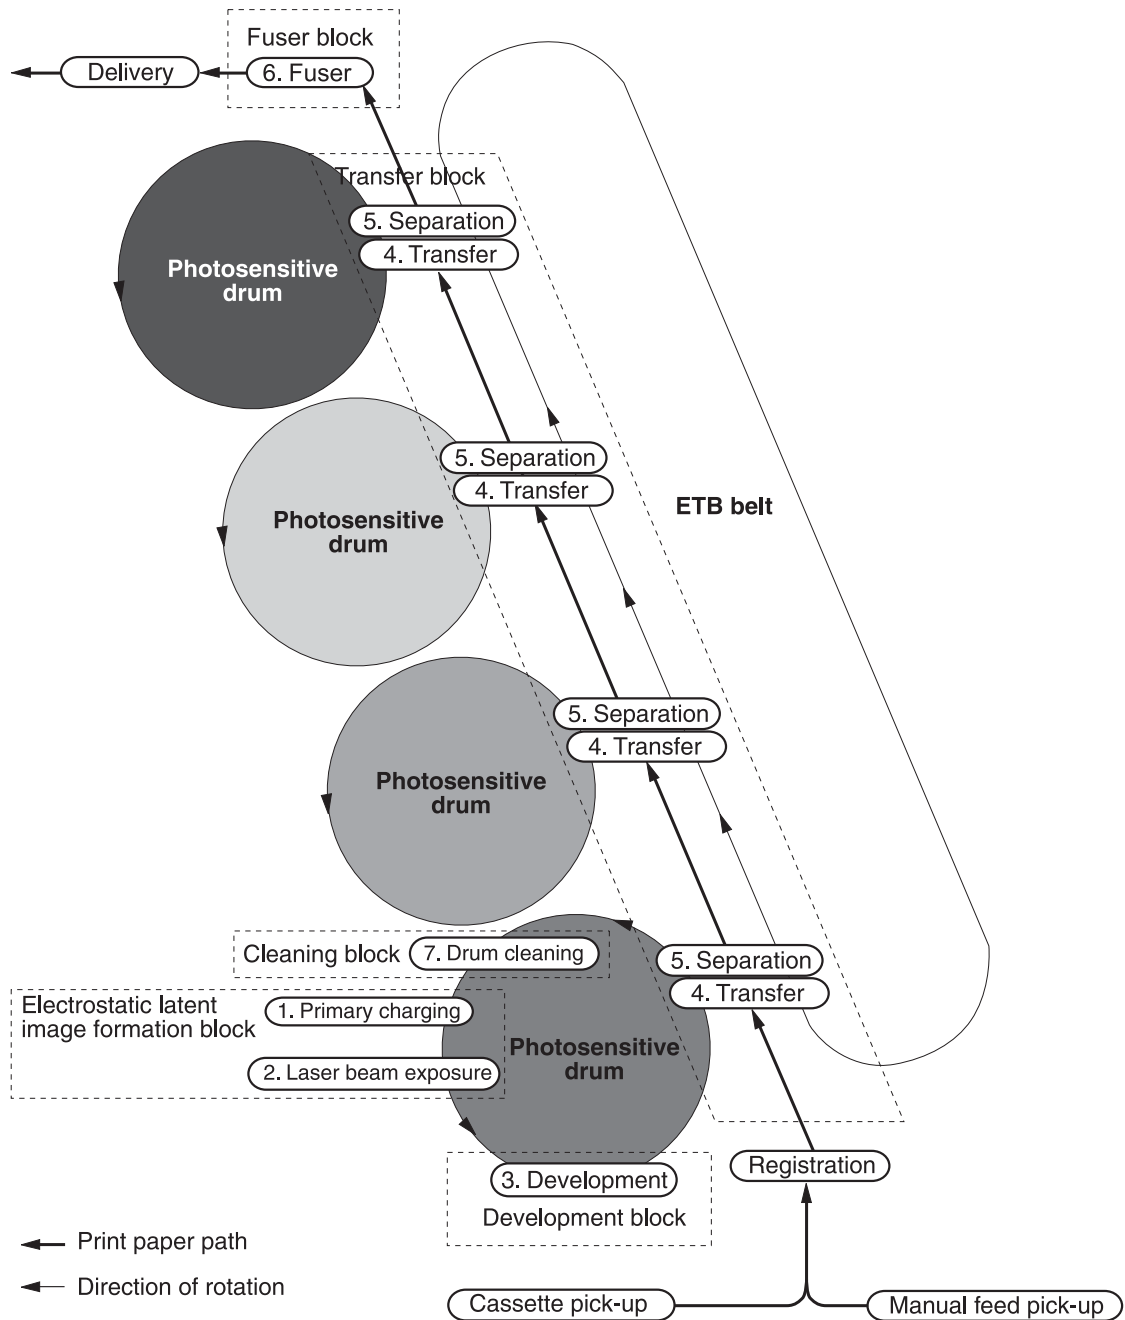 Fuser block
Delivery
6. Fuser
Transfer block
5. Separation
4. Transfer
Photosensitive
drum
5. Separation
4. Transfer
ETB belt
Photosensitive
drum
5. Separation
4. Transfer
Photosensitive
drum
Cleaning block
7. Drum cleaning
5. Separation
4. Transfer
Electrostatic latent
image formation block
1. Primary charging
2. Laser beam exposure
Photosensitive
drum
3. Development
Development block
Registration
Print paper path
Direction of rotation
Cassette pick-up
Manual feed pick-up